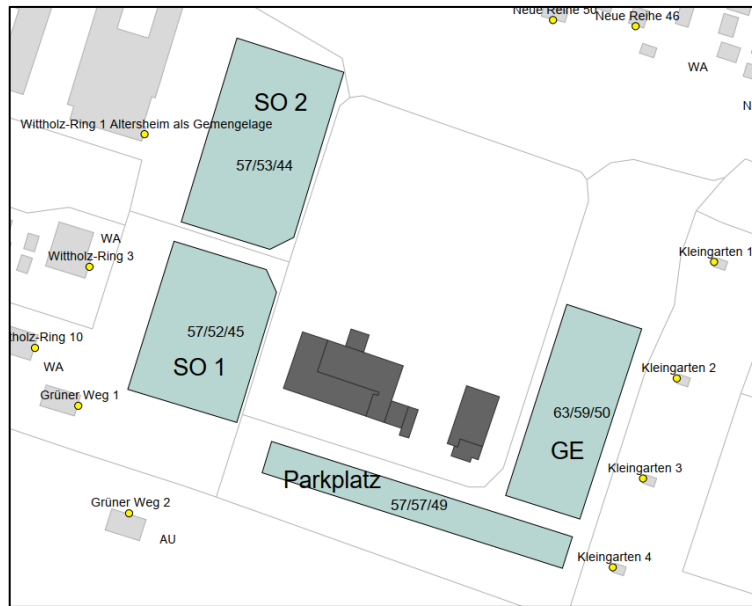 Neue Reihe 50
Neue Reihe 46
WA
N
SO 2
Wittholz-Ring 1 Altersheim als Gemengelage
57/53/44
WA
Wittholz-Ring 3
Kleingarten 1
57/52/45
tholz-Ring 10
WA
SO 1
Kleingarten 2
Grüner Weg 1
63/59/50
GE
Parkplatz
Kleingarten 3
57/57/49
Grüner Weg 2
AU
Kleingarten 4